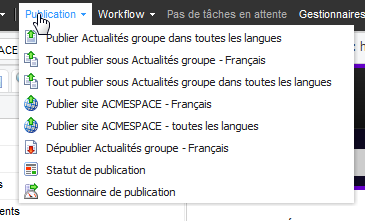 Publication Workflow Pas de tâches en attente Gestionnaires
Publier Actualités groupe dans toutes les langues
Tout publier sous Actualités groupe - Français
Tout publier sous Actualités groupe dans toutes les langues
Publier site ACMESPACE - Français
Publier site ACMESPACE - toutes les langues
Dépublier Actualités groupe - Français
Statut de publication
Gestionnaire de publication